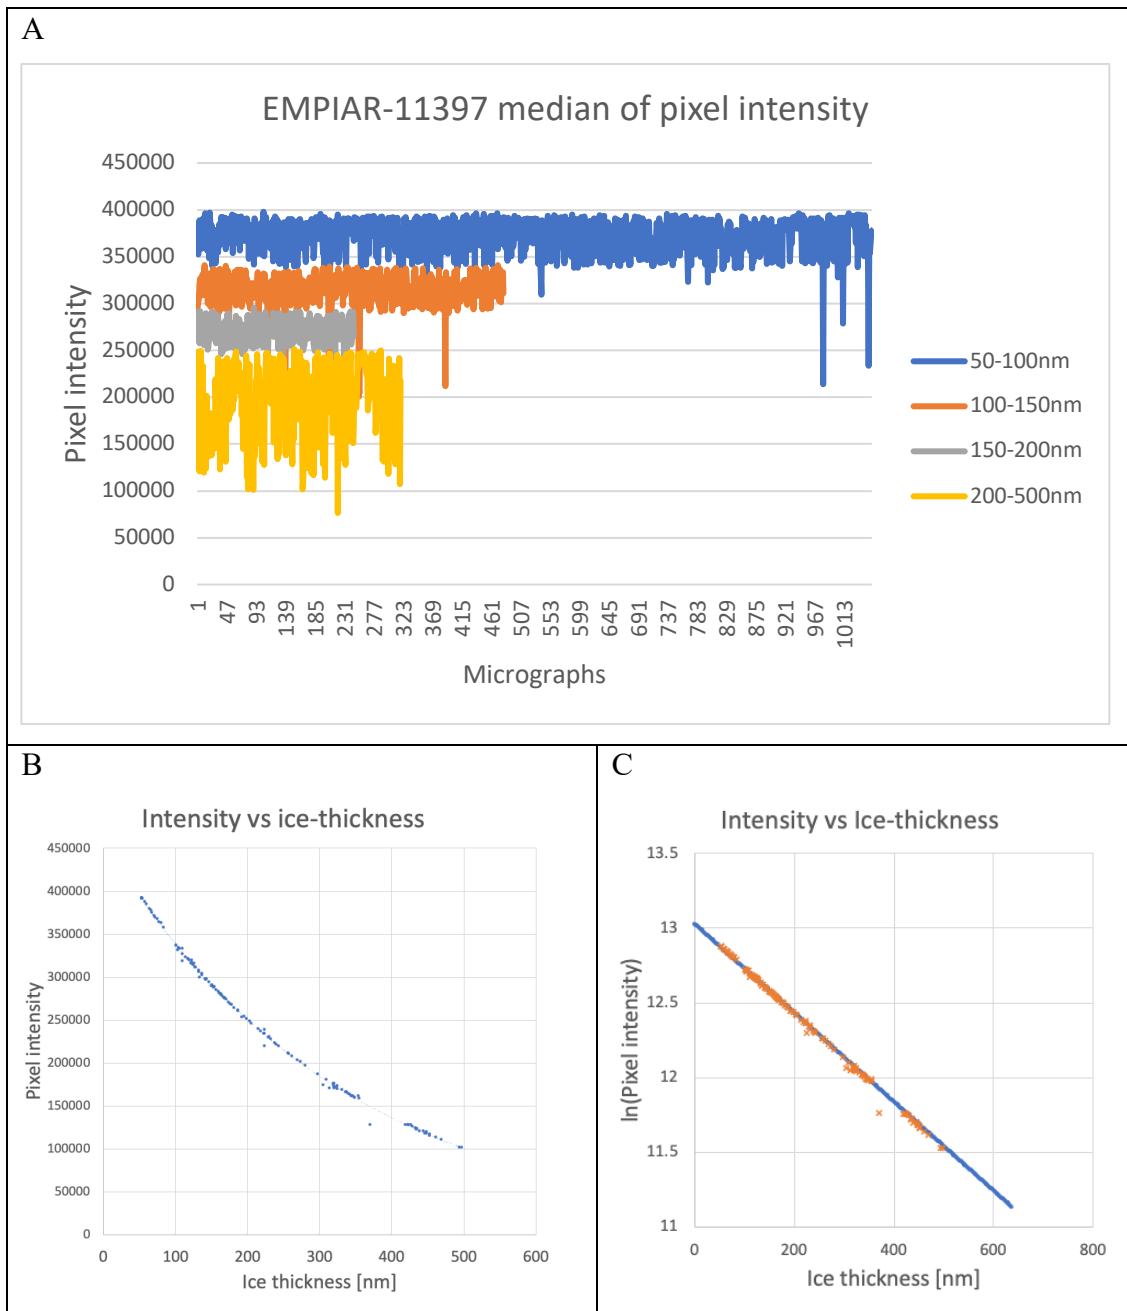 A
EMPIAR-11397 median of pixel intensity
450000
400000
350000
300000
250000
200000
150000
100000
50000
0
Pixel intensity
1 47 93 139 185 231 277 323 369 415 461 507 553 599 645 691 737 783 829 875 921 967 1013
Micrographs
50-100nm
100-150nm
150-200nm
200-500nm
B
Intensity vs ice-thickness
450000
400000
350000
300000
250000
200000
150000
100000
50000
0
Pixel intensity
0 100 200 300 400 500 600
Ice thickness [nm]
C
Intensity vs Ice-thickness
13.5
13
12.5
12
11.5
11
ln(Pixel intensity)
0 200 400 600 800
Ice thickness [nm]